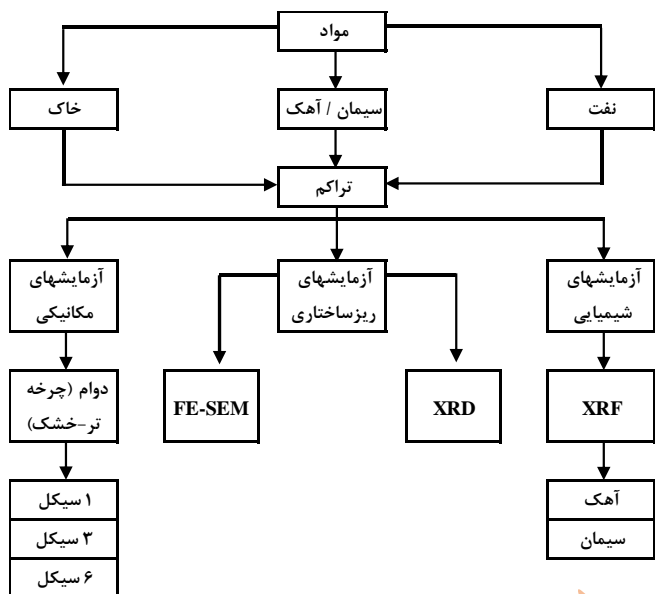 مواد
نفت
سیمان / آهک
خاک
تراکم
آزمایشهای
شیمیایی
آزمایشهای
ریزساختاری
آزمایشهای
مکانیکی
XRF
XRD
FE-SEM
دوام (چرخه
تر-خشک)
آهک
سیمان
۱ سیکل
۳ سیکل
۶ سیکل